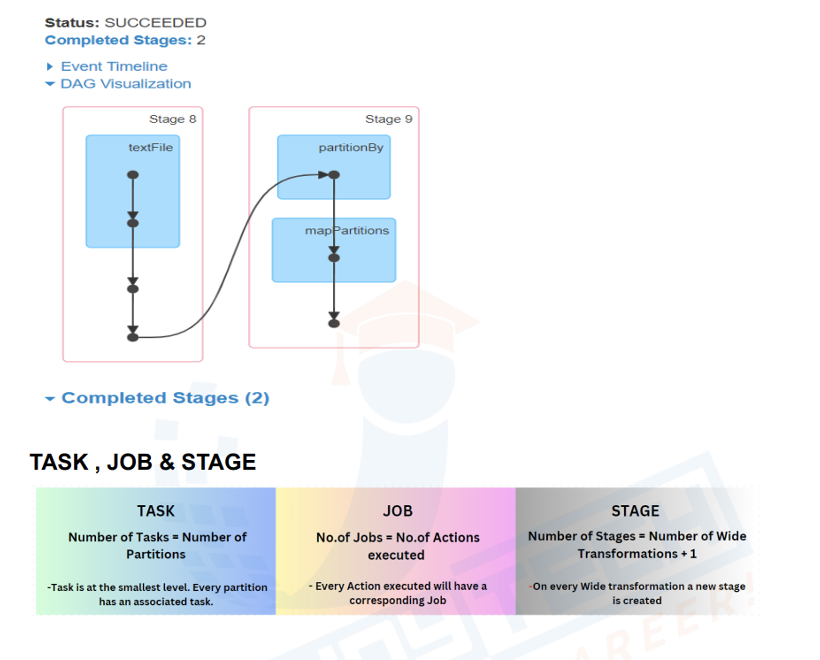 Status: SUCCEEDED
Completed Stages: 2
Event Timeline
DAG Visualization
Stage 8
textFile
Stage 9
partitionBy
mapPartitions
Completed Stages (2)
TASK , JOB & STAGE
TASK
Number of Tasks = Number of
Partitions
-Task is at the smallest level. Every partition
has an associated task.
JOB
No.of Jobs = No.of Actions
executed
- Every Action executed will have a
corresponding Job
STAGE
Number of Stages = Number of Wide
Transformations + 1
-On every Wide transformation a new stage
is created
CAREER!